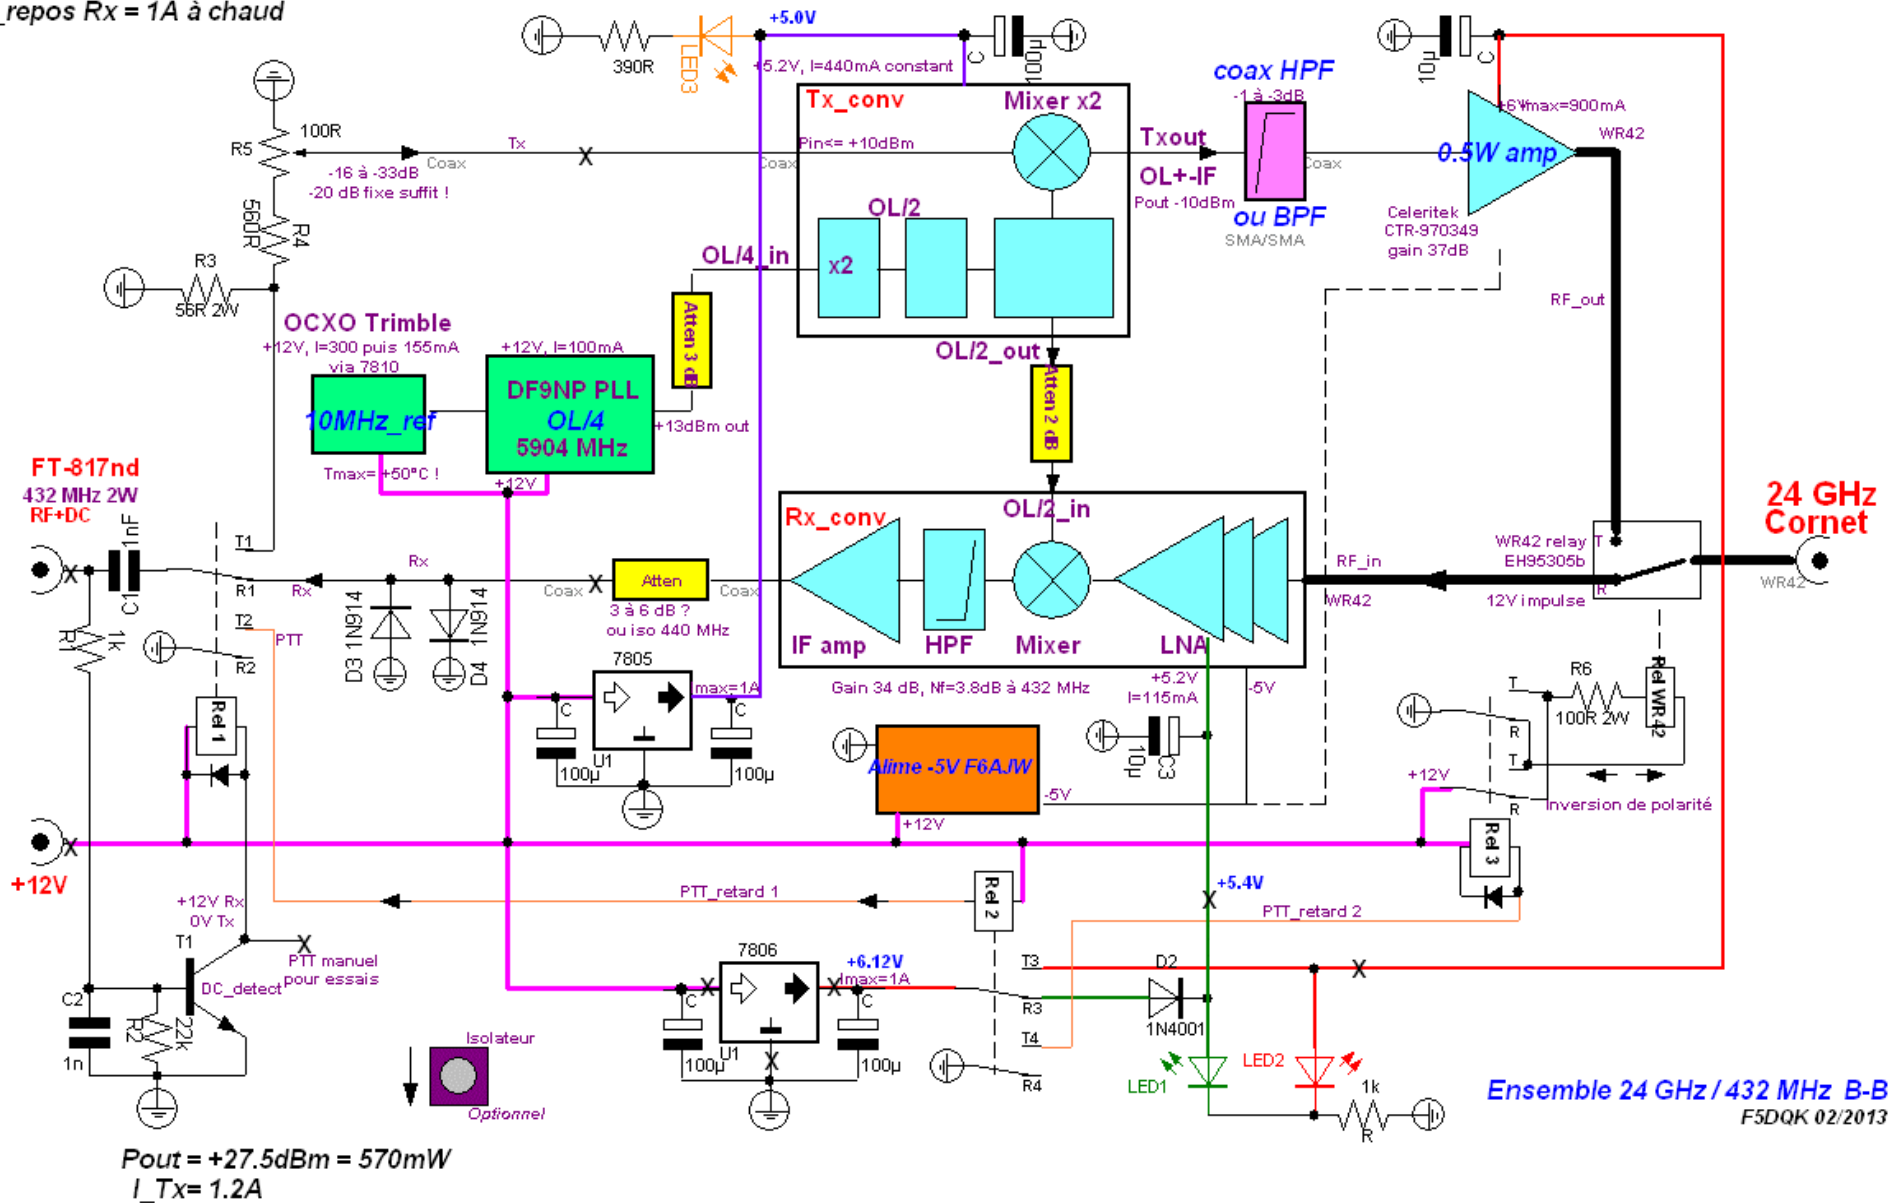 _repos Rx = 1A à chaud
+5.0V
390R
LED3
+5.2V, I=440mA constant
C
100µ
10µ
C
coax HPF
-1 à -3dB
Tx_conv
Mixer x2
max=900mA
WR42
100R
R5
Tx
X
Coax
-16 à -33dB
-20 dB fixe suffit !
Pin<= +10dBm
Coax
Txout
OL+-IF
Pout -10dBm
Coax
0.5W amp
ou BPF
SMA/SMA
Celeritek
CTR-970349
gain 37dB
560R
R4
OL/2
OL/4_in
x2
R3
56R 2W
RF_out
OCXO Trimble
+12V, I=300 puis 155mA
via 7810
10MHz_ref
Tmax= +50°C !
+12V, I=100mA
DF9NP PLL
OL/4
5904 MHz
+12V
Atten 3 dB
+13dBm out
OL/2_out
Atten 2 dB
FT-817nd
432 MHz 2W
RF+DC
X
1nF
C1
T1
R1
T2
R2
PTT
Rx
Rx
1k
R1
D3 1N914
D4 1N914
Coax
X
Atten
Coax
3 à 6 dB ?
ou iso 440 MHz
Rx_conv
OL/2_in
IF amp
HPF
Mixer
LNA
RF_in
WR42
Gain 34 dB, Nf=3.8dB à 432 MHz
+5.2V
I=115mA
-5V
24 GHz
Cornet
WR42 relay
EH95305b
T
R
12V impulse
WR42
Rel 1
7805
Imax=1A
C
C
U1
100µ
100µ
Alime -5V F6AJW
-5V
+12V
10µ
C3
T
R
T
R
R6
100R 2W
Rel WR42
+12V
Inversion de polarité
Rel 3
X
+12V
+12V Rx
0V Tx
T1
X
PTT manuel
pour essais
DC_detect
C2
1n
R2
22k
PTT_retard 1
Rel 2
X
+5.4V
PTT_retard 2
7806
+6.12V
Imax=1A
X
X
C
C
U1
X
100µ
100µ
T3
R3
T4
R4
D2
1N4001
X
LED1
LED2
1k
R
Isolateur
Optionnel
Ensemble 24 GHz / 432 MHz B-B
F5DQK 02/2013
Pout = +27.5dBm = 570mW
I_Tx= 1.2A